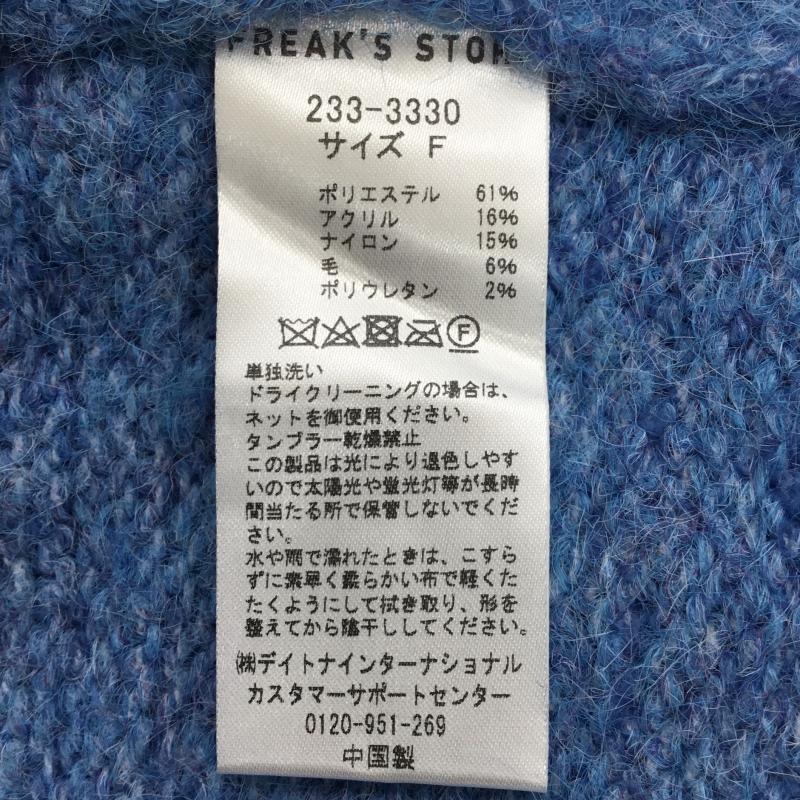 FREAK'S STOR
233-3330
サイズ F
ポリエステル 61%
アクリル 16%
ナイロン 15%
毛 6%
ポリウレタン 2%
F
単独洗い
ドライクリーニングの場合は、
ネットを御使用ください。
タンブラー乾燥禁止
この製品は光により退色しやす
いので太陽光や蛍光灯等が長時
間当たる所で保管しないでくだ
さい。
水や雨で濡れたときは、こすら
ずに素早く柔らかい布で軽くた
たくようにして拭き取り、形を
整えてから陰干ししてください。
㈱デイトナインターナショナル
カスタマーサポートセンター
0120-951-269
中国製